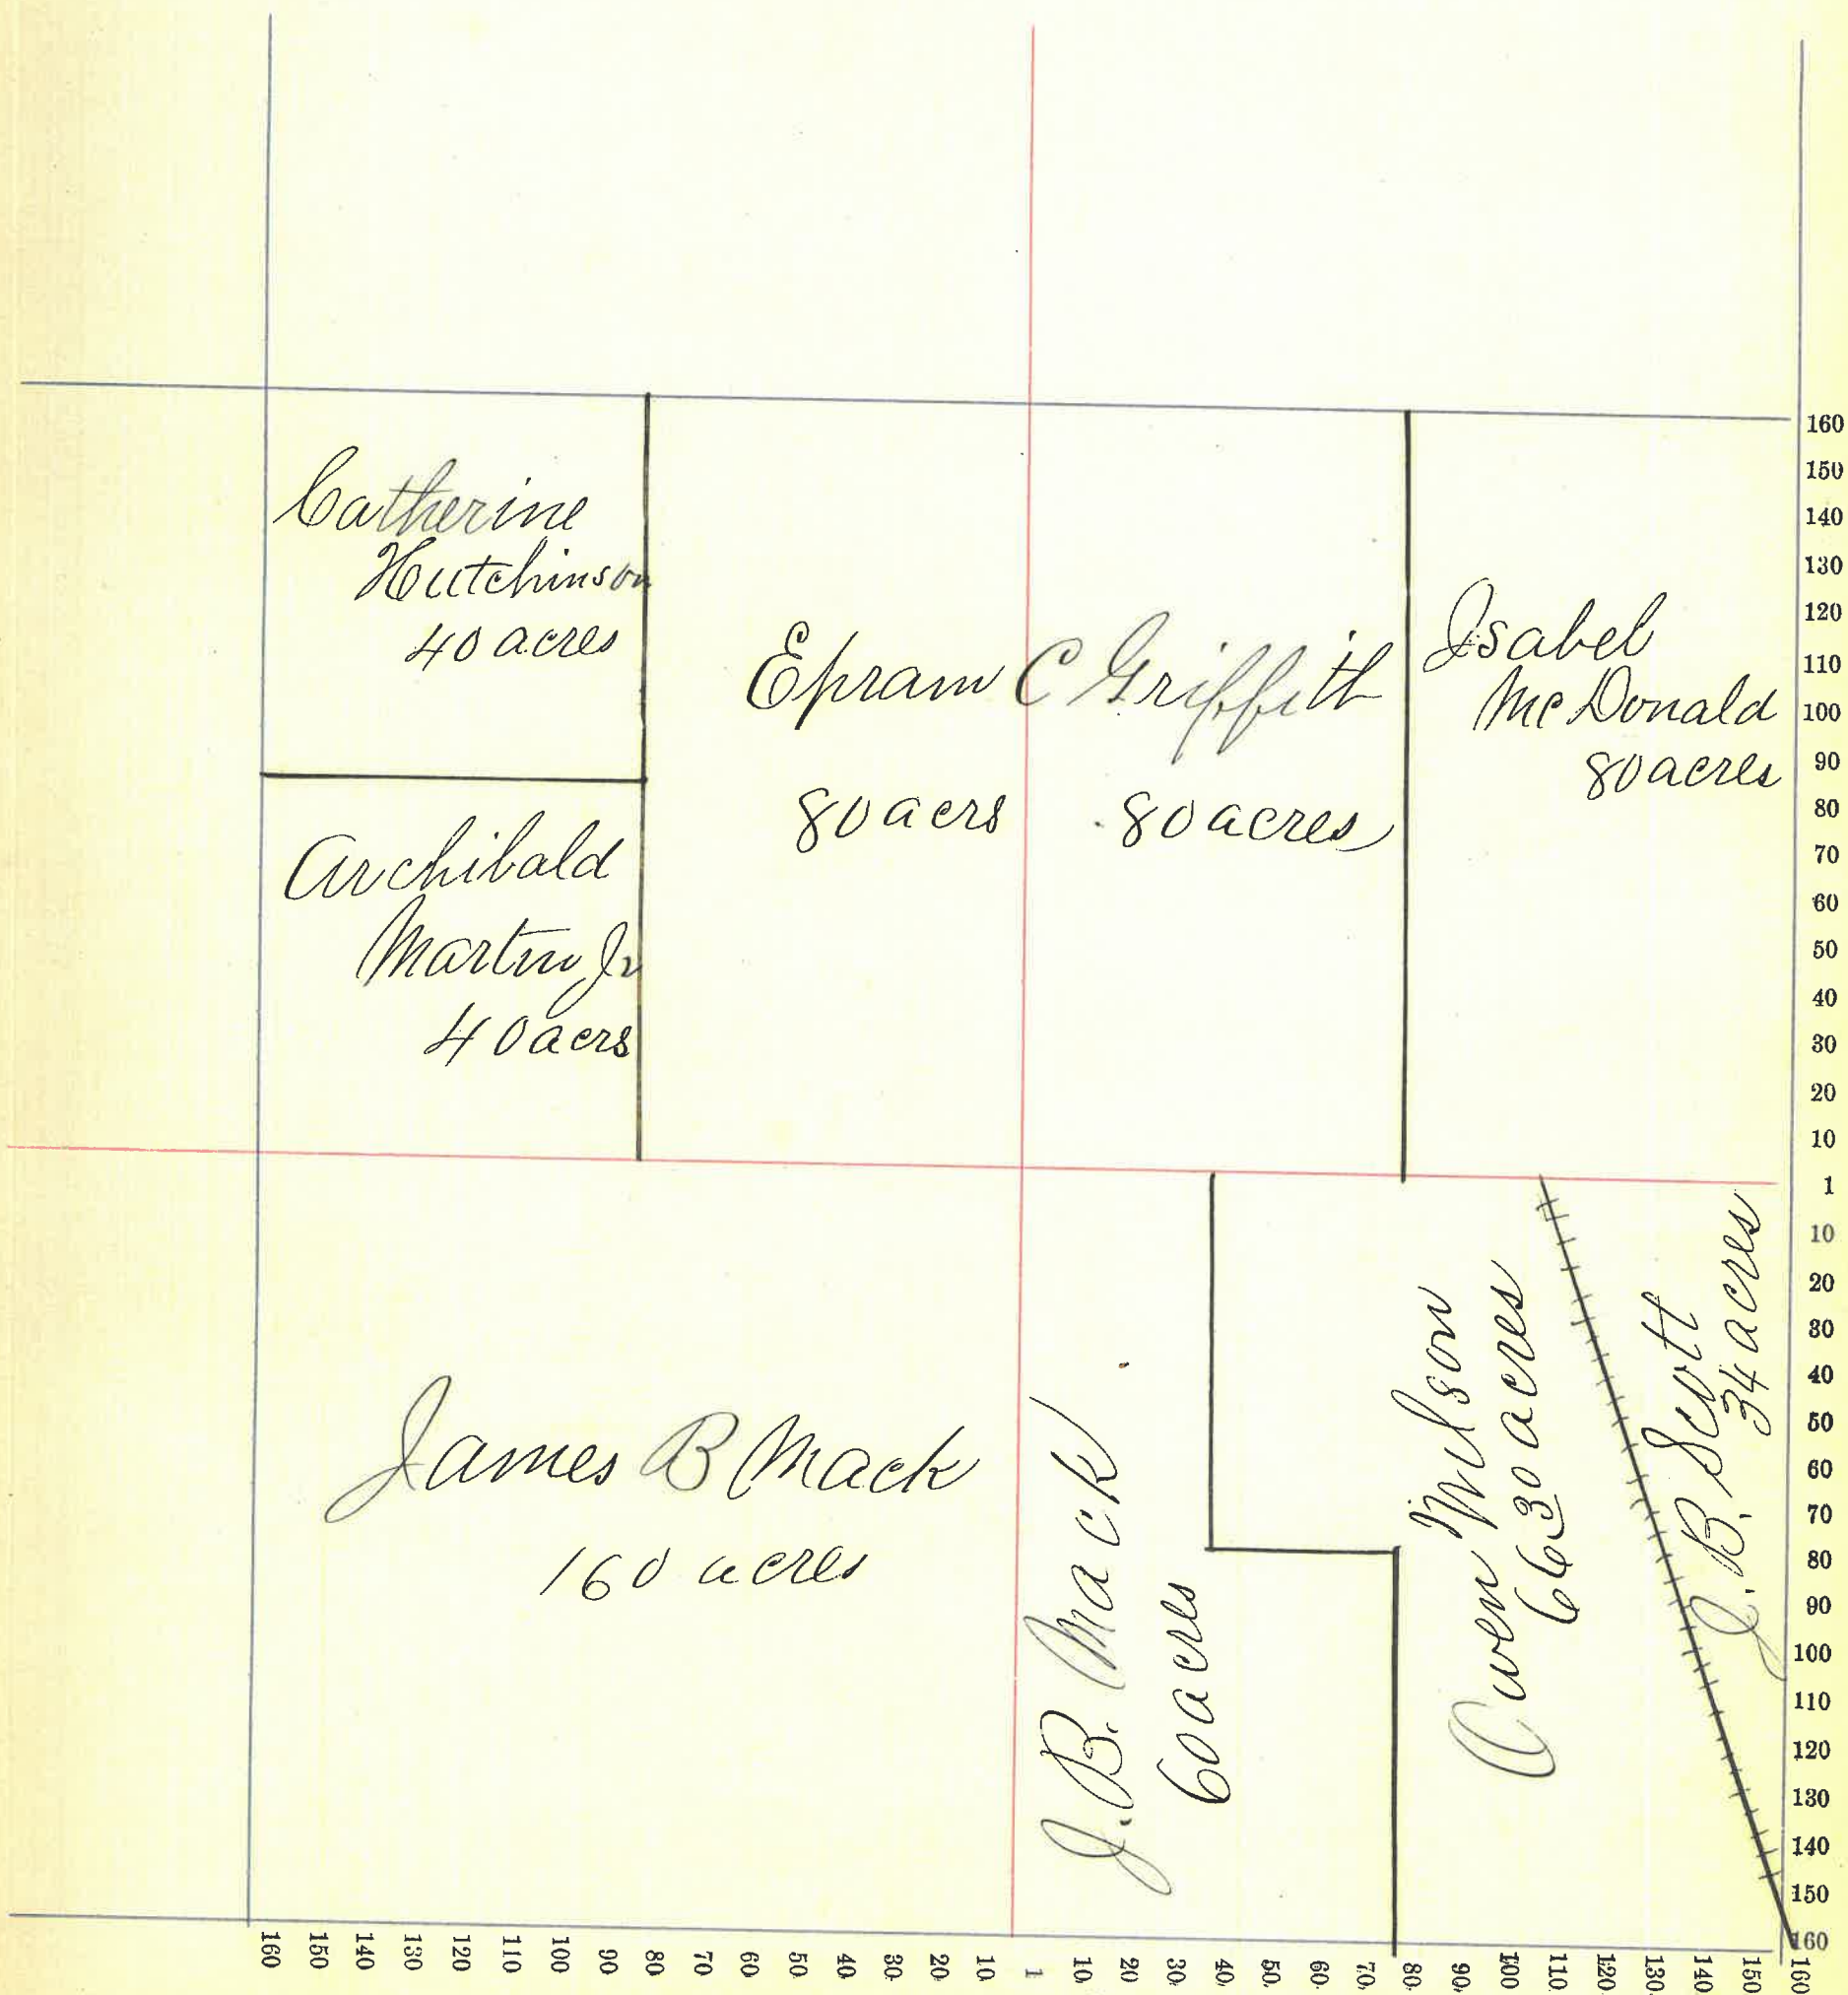 Catherine
Hutchinson
40 acres
Archibald
Martin Jr
40 acrs
Epram C Griffith
80 acrs 80 acres
Isabel
McDonald
80 acres
James B Mack
160 acres
J. B. Mack
60 acres
Owen Wilson
66 30 acres
J. B. Scott
34 acres
160
150
140
130
120
110
100
90
80
70
60
50
40
30
20
10
1
10
20
30
40
50
60
70
80
90
100
110
120
130
140
150
160
160 150 140 130 120 110 100 90 80 70 60 50 40 30 20 10 1 10 20 30 40 50 60 70 80 90 100 110 120 130 140 150 160